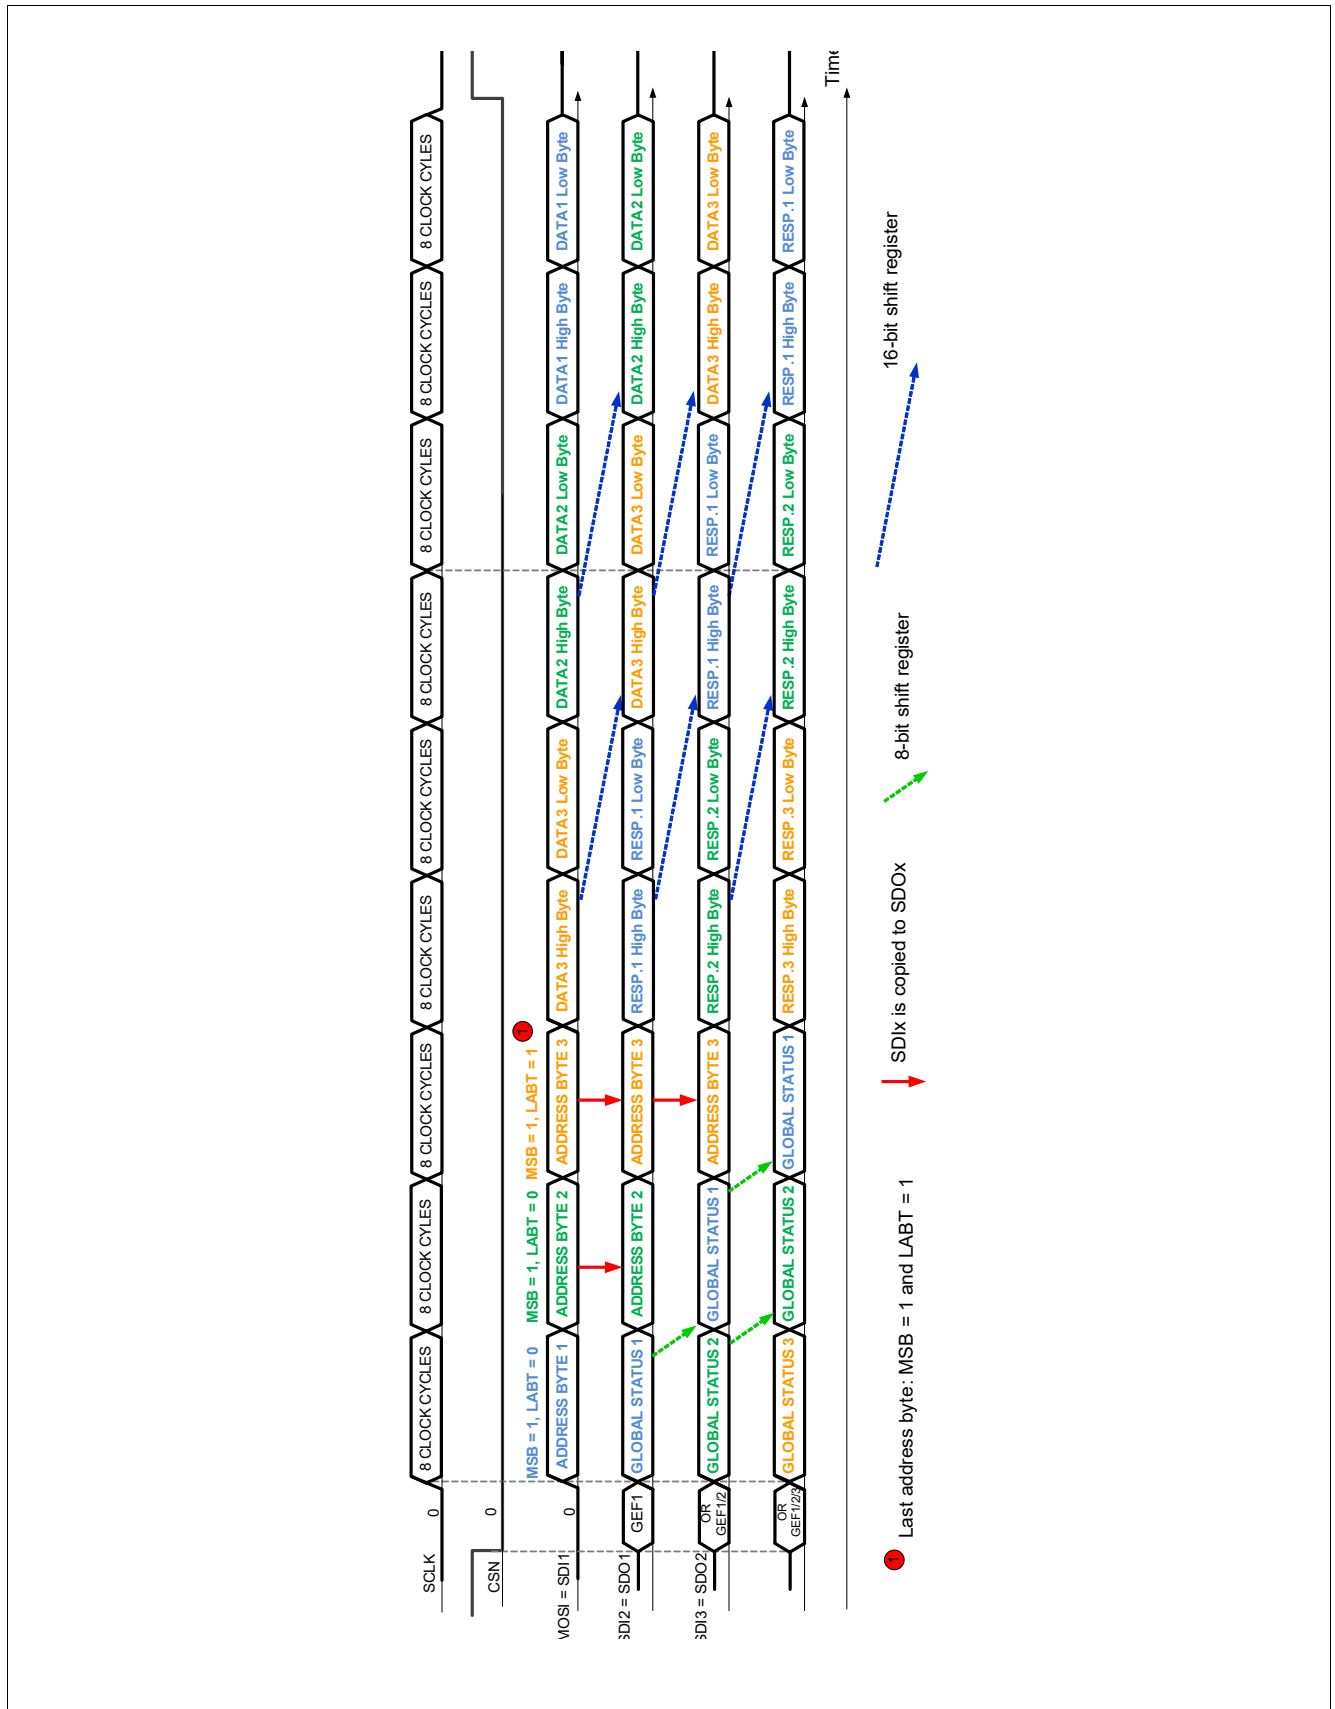 SCLK 0 8 CLOCK CYCLES 8 CLOCK CYLES 8 CLOCK CYCLES 8 CLOCK CYLES 8 CLOCK CYLES 8 CLOCK CYLES 8 CLOCK CYLES 8 CLOCK CYCLES 8 CLOCK CYLES
CSN 0
MSB = 1, LABT = 0 MSB = 1, LABT = 0 MSB = 1, LABT = 1 1
MOSI = SDI1 0 ADDRESS BYTE 1 ADDRESS BYTE 2 ADDRESS BYTE 3 DATA3 High Byte DATA3 Low Byte DATA2 High Byte DATA2 Low Byte DATA1 High Byte DATA1 Low Byte
SDI2 = SDO1 GEF1 GLOBAL STATUS 1 ADDRESS BYTE 2 ADDRESS BYTE 3 RESP.1 High Byte RESP.1 Low Byte DATA3 High Byte DATA3 Low Byte DATA2 High Byte DATA2 Low Byte
SDI3 = SDO2 OR GEF1/2 GLOBAL STATUS 2 GLOBAL STATUS 1 ADDRESS BYTE 3 RESP.2 High Byte RESP.2 Low Byte RESP.1 High Byte RESP.1 Low Byte DATA3 High Byte DATA3 Low Byte
OR GEF1/2/3 GLOBAL STATUS 3 GLOBAL STATUS 2 GLOBAL STATUS 1 RESP.3 High Byte RESP.3 Low Byte RESP.2 High Byte RESP.2 Low Byte RESP.1 High Byte RESP.1 Low Byte
Time
1 Last address byte: MSB = 1 and LABT = 1 SDIx is copied to SDOx 8-bit shift register 16-bit shift register